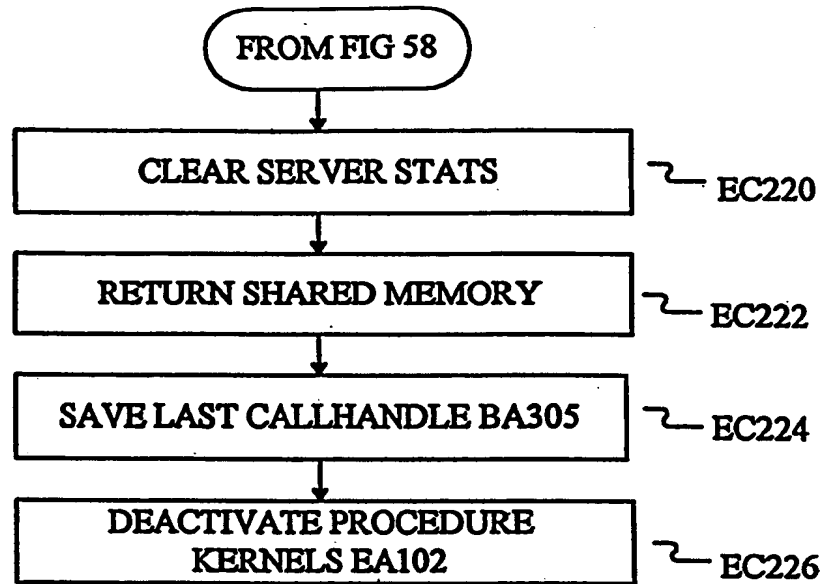 FROM FIG 58
CLEAR SERVER STATS
EC220
RETURN SHARED MEMORY
EC222
SAVE LAST CALLHANDLE BA305
EC224
DEACTIVATE PROCEDURE
KERNELS EA102
EC226